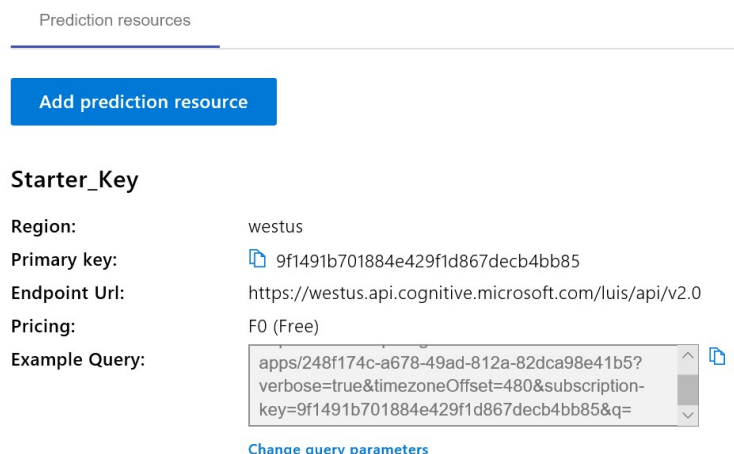 Prediction resources
Add prediction resource
Starter_Key
Region: westus
Primary key: 9f1491b701884e429f1d867decb4bb85
Endpoint Url: https://westus.api.cognitive.microsoft.com/luis/api/v2.0
Pricing: F0 (Free)
Example Query:
apps/248f174c-a678-49ad-812a-82dca98e41b5?
verbose=true&timezoneOffset=480&subscription-
key=9f1491b701884e429f1d867decb4bb85&q=
Change query parameters